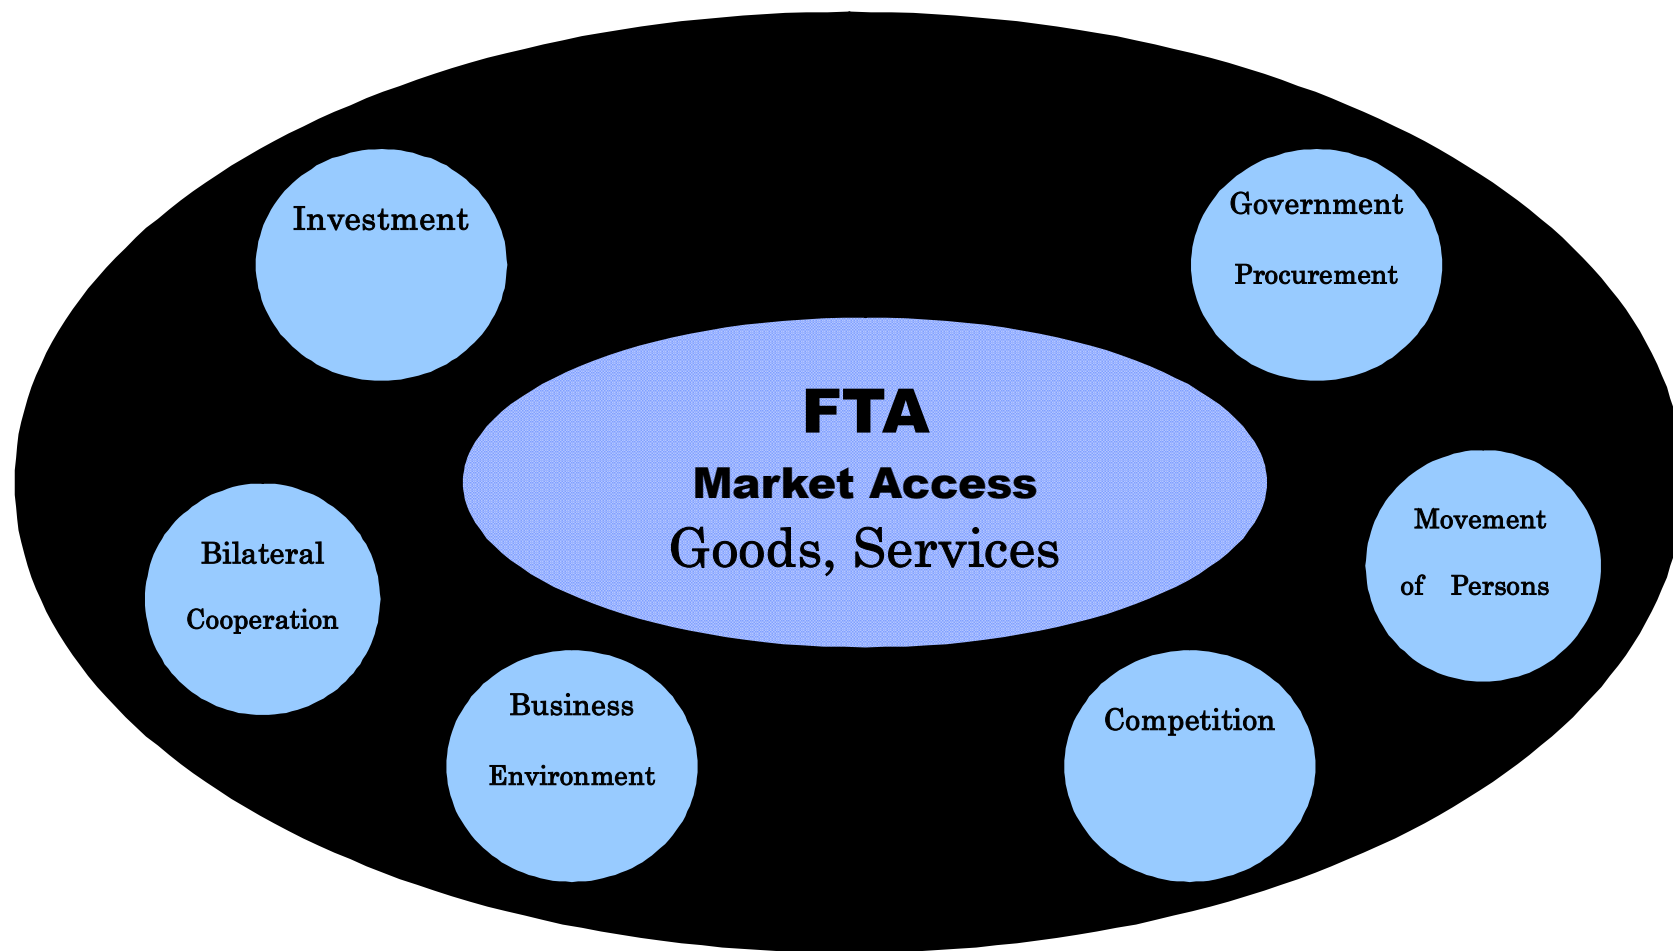 Investment
Government
Procurement
FTA
Market Access
Goods, Services
Bilateral
Cooperation
Movement
of Persons
Business
Environment
Competition